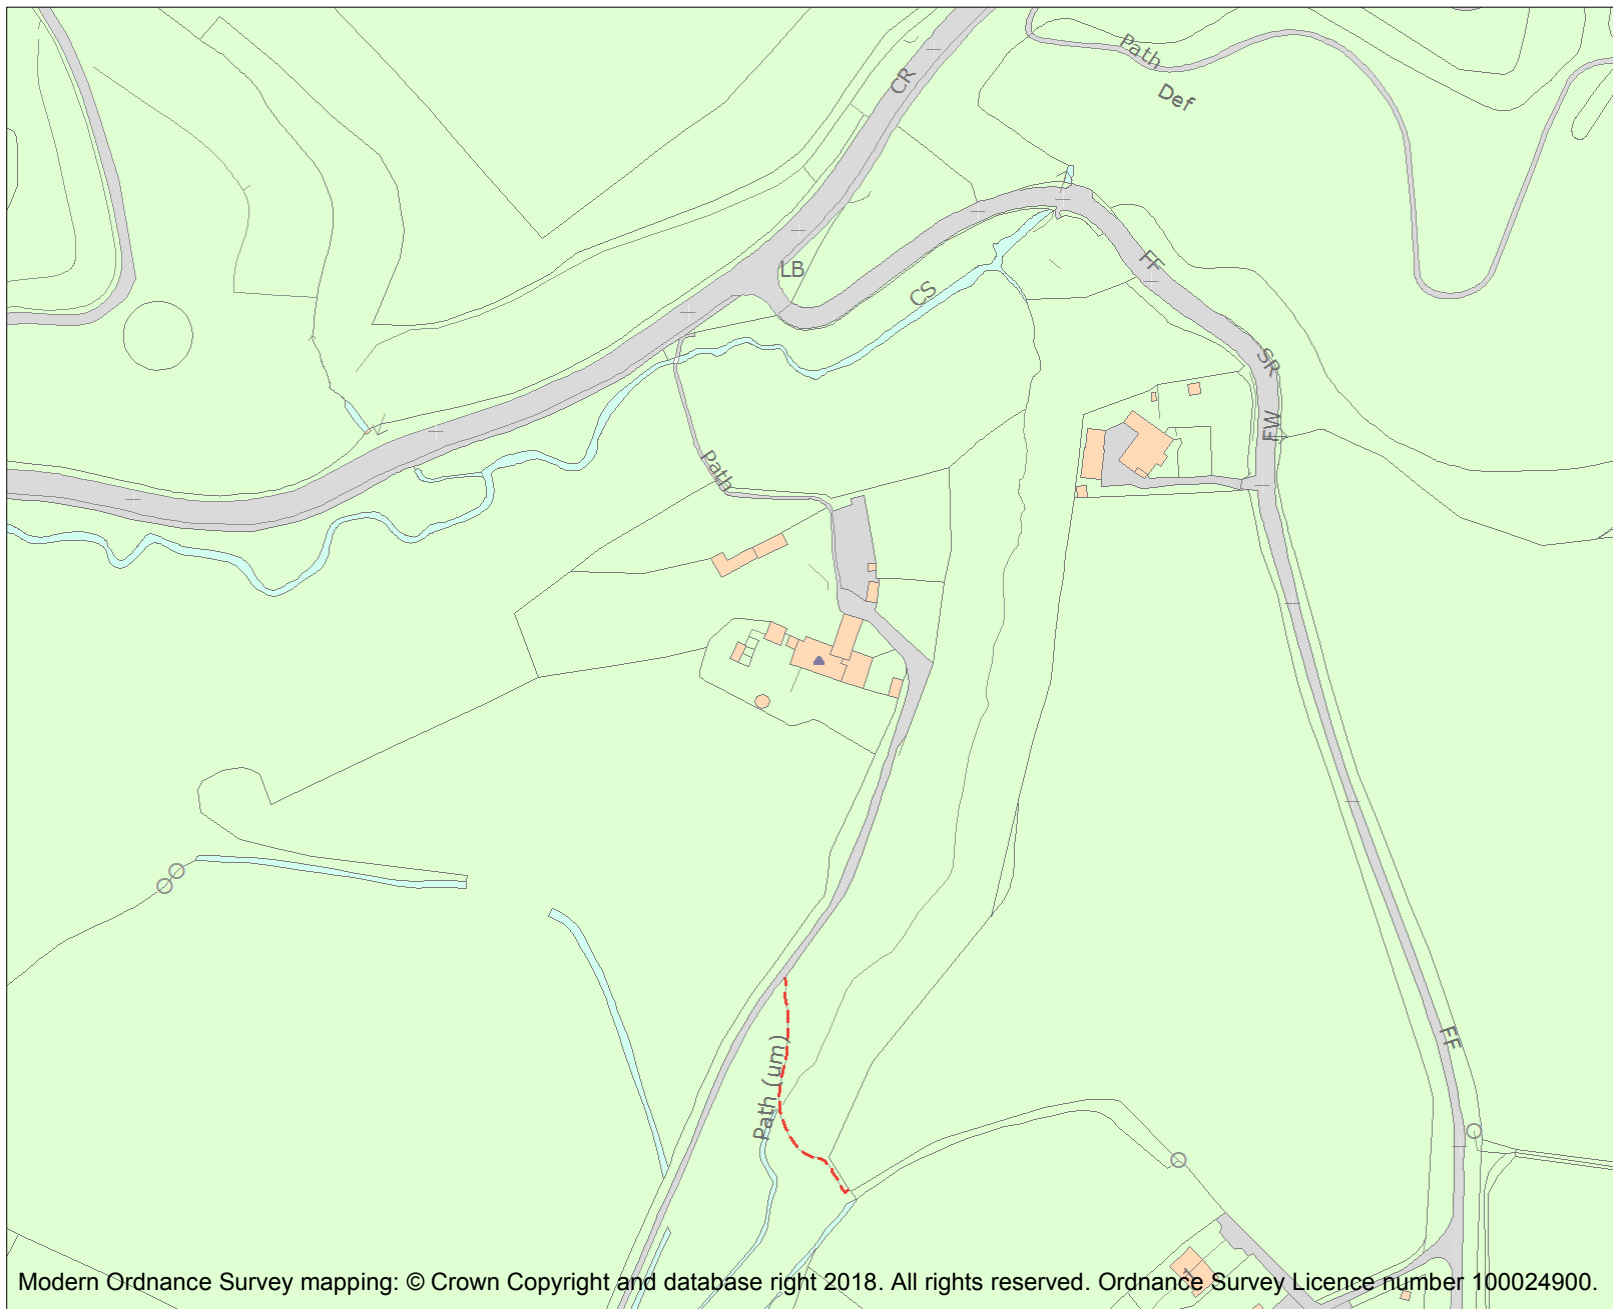 Path
Def
CR
LB
CS
FF
SR
FW
Path
Path (um)
FF
Modern Ordnance Survey mapping: © Crown Copyright and database right 2018. All rights reserved. Ordnance Survey Licence number 100024900.